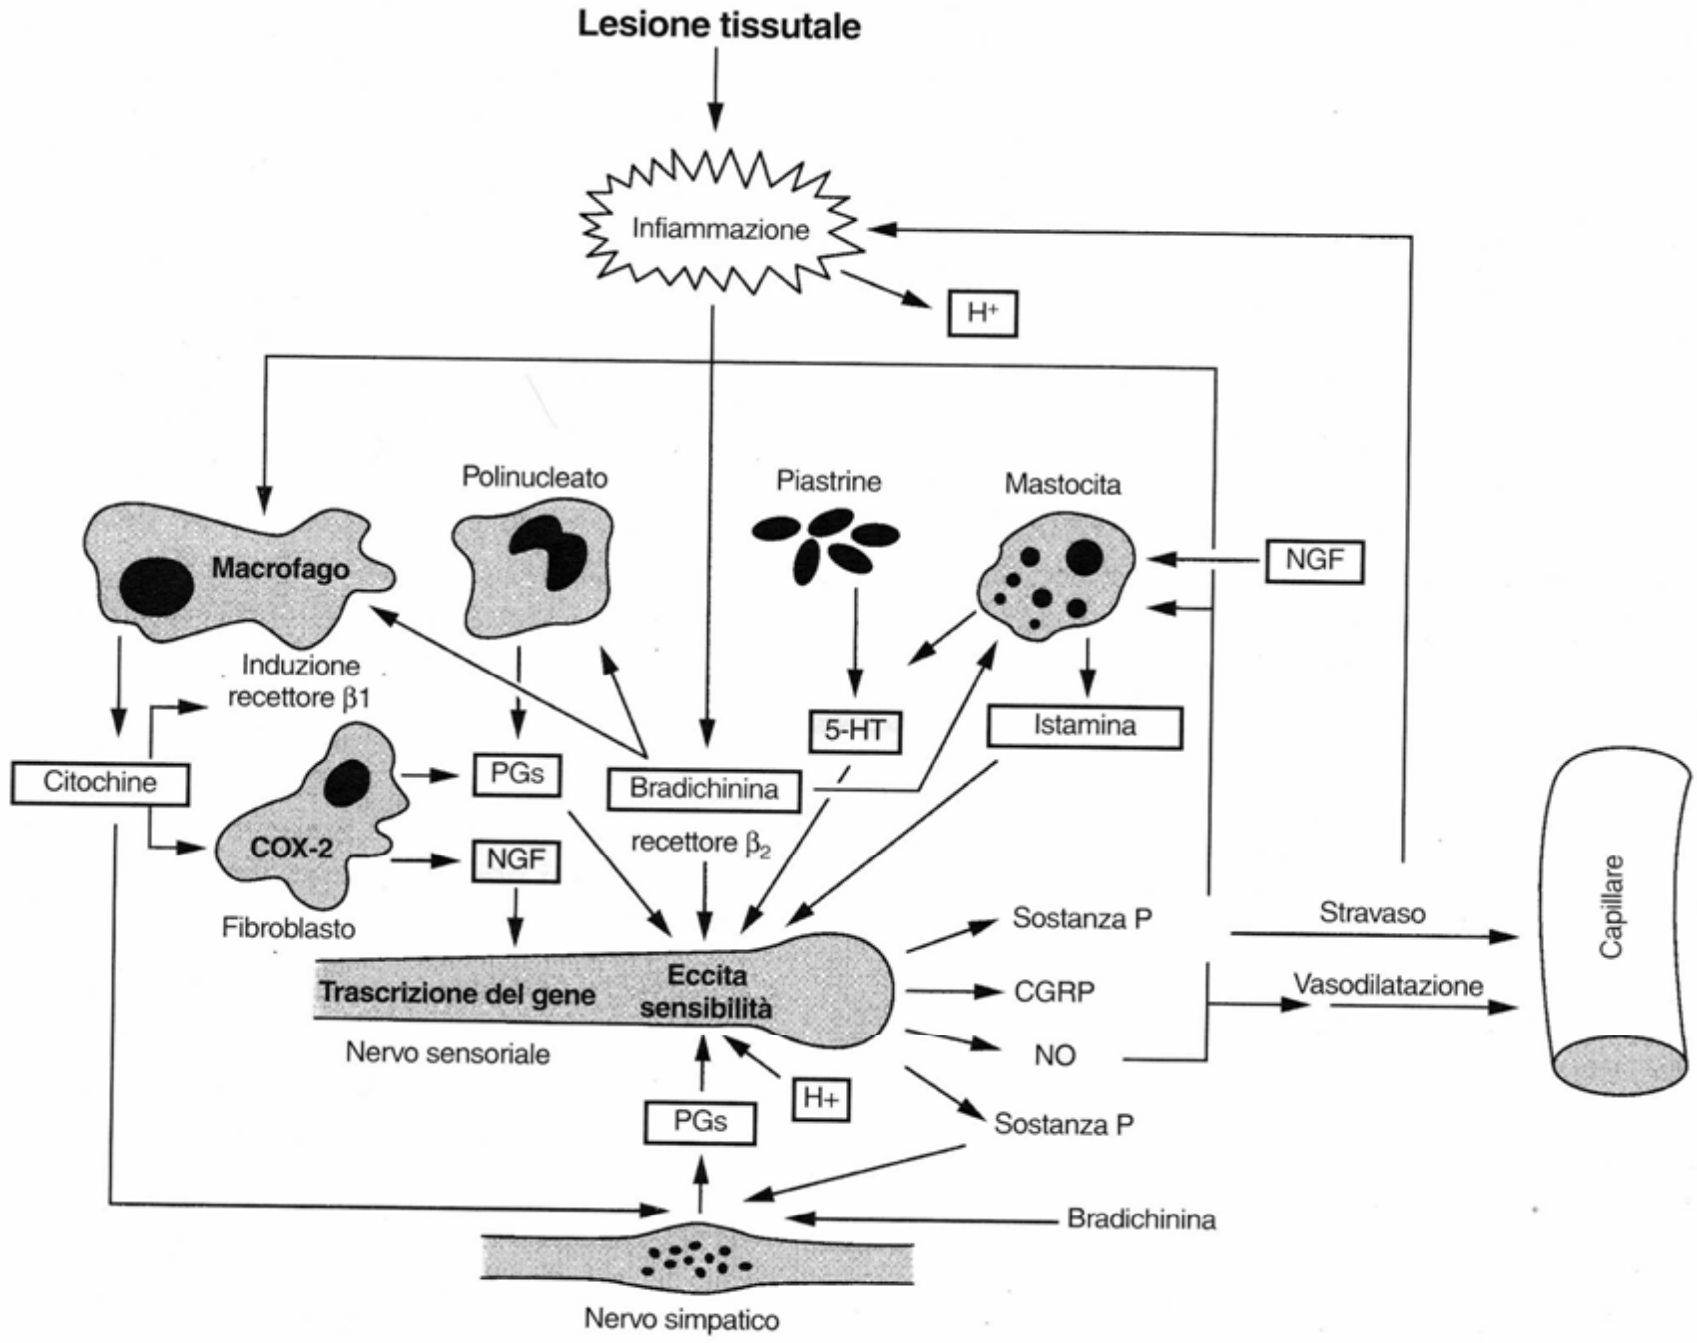 Lesione tissutale
Infiammazione
H⁺
Polinucleato
Piastrine
Mastocita
Macrofago
NGF
Induzione
recettore β1
5-HT
Istamina
Citochine
PGs
Bradichinina
COX-2
recettore β₂
NGF
Fibroblasto
Capillare
Sostanza P
Stravaso
Eccita
sensibilità
Trascrizione del gene
CGRP
Vasodilatazione
Nervo sensoriale
NO
H+
PGs
Sostanza P
Bradichinina
Nervo simpatico